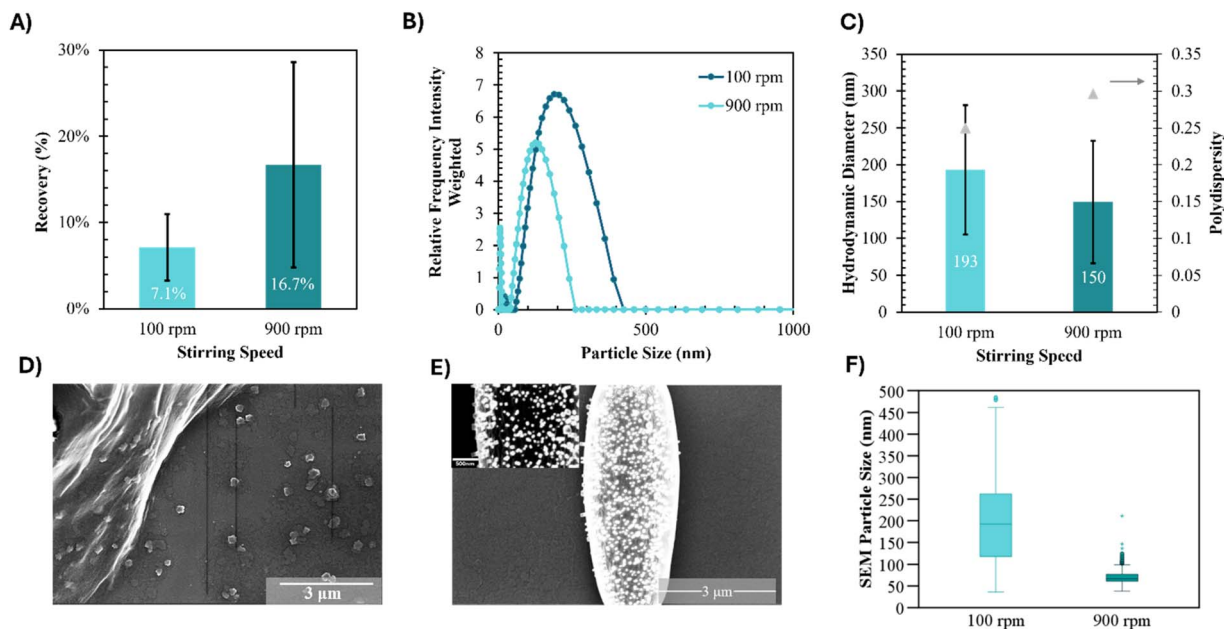 A)
30%
20%
10%
0%
Recovery (%)
7.1%
16.7%
100 rpm
900 rpm
Stirring Speed
B)
8
7
6
5
4
3
2
1
0
Relative Frequency Intensity
Weighted
100 rpm
900 rpm
0
500
1000
Particle Size (nm)
C)
350
300
250
200
150
100
50
0
Hydrodynamic Diameter (nm)
193
150
0.35
0.3
0.25
0.2
0.15
0.1
0.05
0
Polydispersity
100 rpm
900 rpm
Stirring Speed
D)
3 µm
E)
500nm
3 µm
F)
500
450
400
350
300
250
200
150
100
50
0
SEM Particle Size (nm)
100 rpm
900 rpm